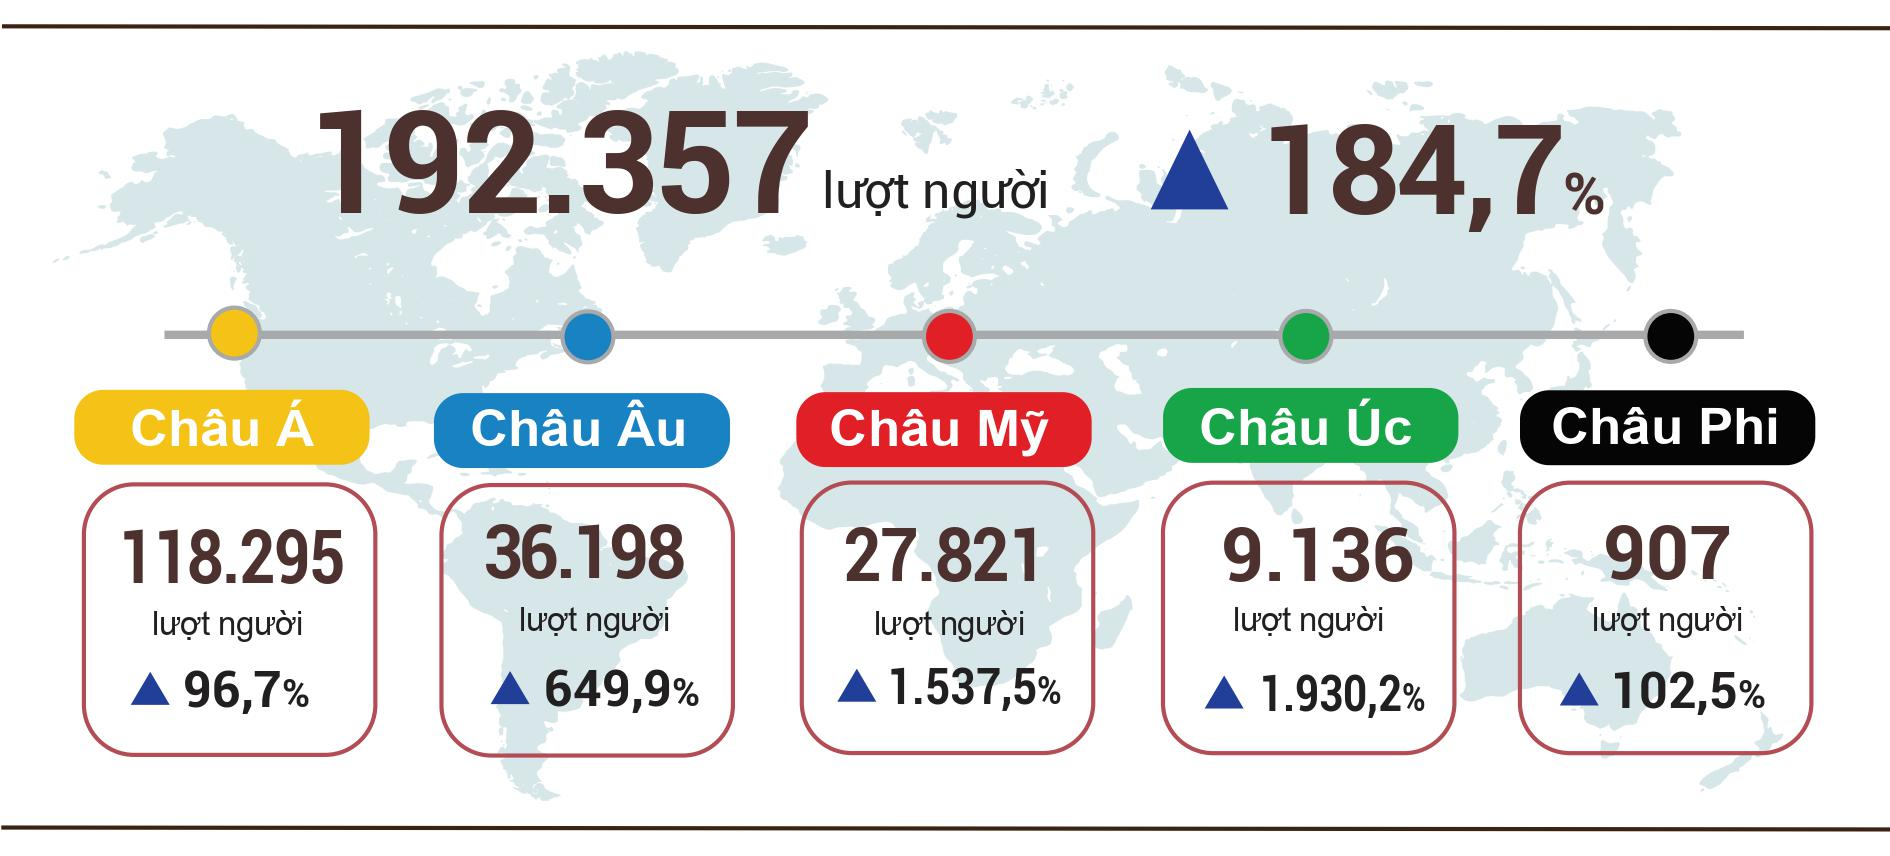 192.357 lượt người ▲ 184,7%
Châu Á
Châu Âu
Châu Mỹ
Châu Úc
Châu Phi
118.295
lượt người
▲ 96,7%
36.198
lượt người
▲ 649,9%
27.821
lượt người
▲ 1.537,5%
9.136
lượt người
▲ 1.930,2%
907
lượt người
▲ 102,5%